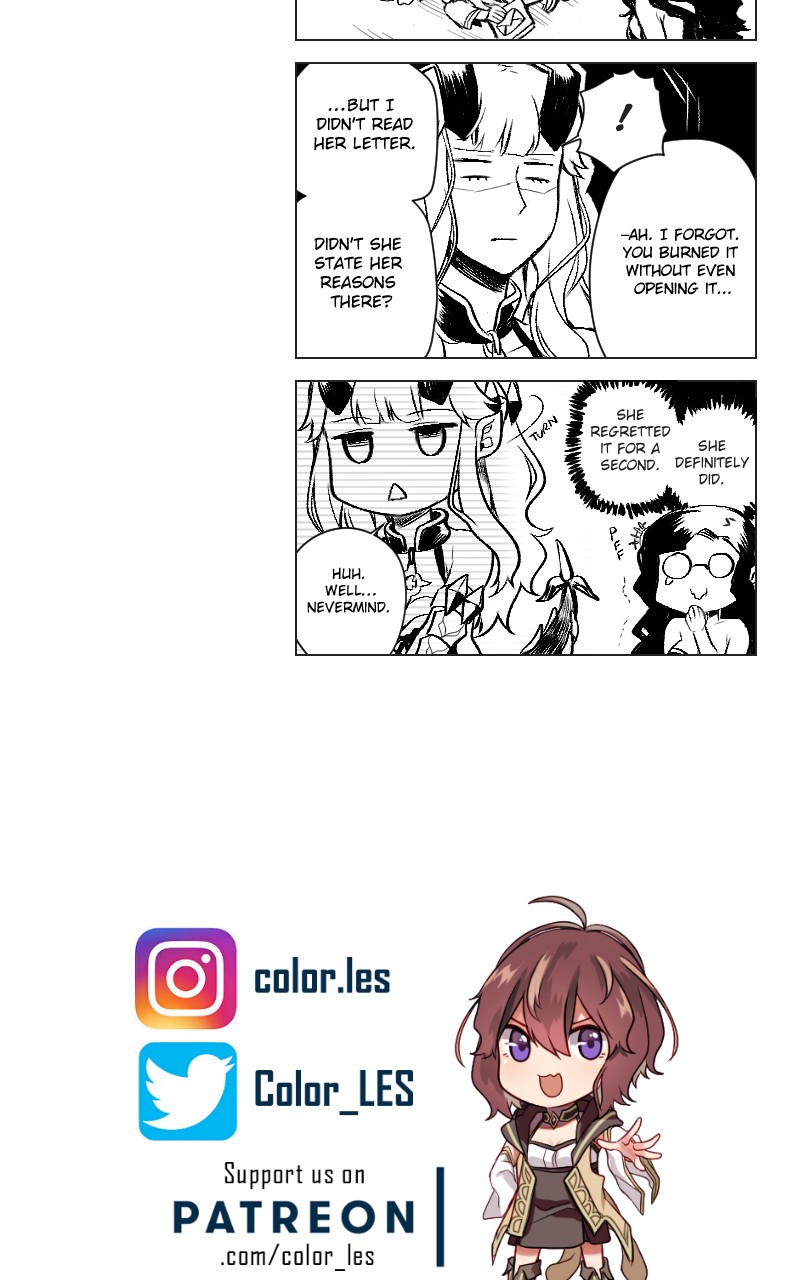 ...BUT I
DIDN'T READ
HER LETTER.
DIDN'T SHE
STATE HER
REASONS
THERE?
!
–AH. I FORGOT.
YOU BURNED IT
WITHOUT EVEN
OPENING IT...
TURN
HUH.
WELL...
NEVERMIND.
SHE
REGRETTED
IT FOR A
SECOND.
SHE
DEFINITELY
DID.
PEE
color.les
Color_LES
Support us on
PATREON
.com/color_les